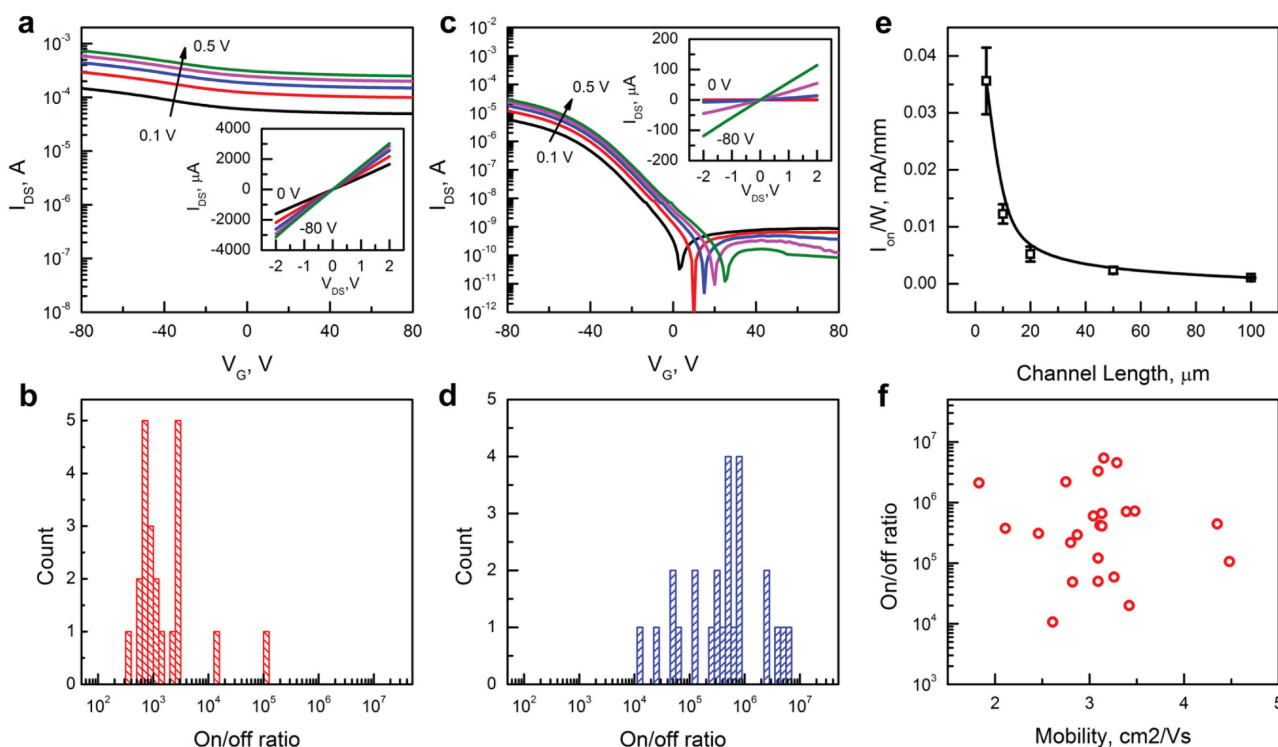 a
10⁻³
10⁻⁴
10⁻⁵
10⁻⁶
10⁻⁷
10⁻⁸
I_DS, A
0.5 V
0.1 V
4000
2000
0
-2000
-4000
I_DS, μA
0 V
-80 V
-2 -1 0 1 2
V_DS, V
-80 -40 0 40 80
V_G, V
c
10⁻²
10⁻³
10⁻⁴
10⁻⁵
10⁻⁶
10⁻⁷
10⁻⁸
10⁻⁹
10⁻¹⁰
10⁻¹¹
10⁻¹²
I_DS, A
0.5 V
0.1 V
200
100
0
-100
-200
I_DS, μA
0 V
-80 V
-2 -1 0 1 2
V_DS, V
-80 -40 0 40 80
V_G, V
e
0.04
0.03
0.02
0.01
0.00
I_on/W, mA/mm
0 20 40 60 80 100
Channel Length, μm
b
5
4
3
2
1
0
Count
10² 10³ 10⁴ 10⁵ 10⁶ 10⁷
On/off ratio
d
5
4
3
2
1
0
Count
10² 10³ 10⁴ 10⁵ 10⁶ 10⁷
On/off ratio
f
10⁷
10⁶
10⁵
10⁴
10³
On/off ratio
2 3 4 5
Mobility, cm2/Vs